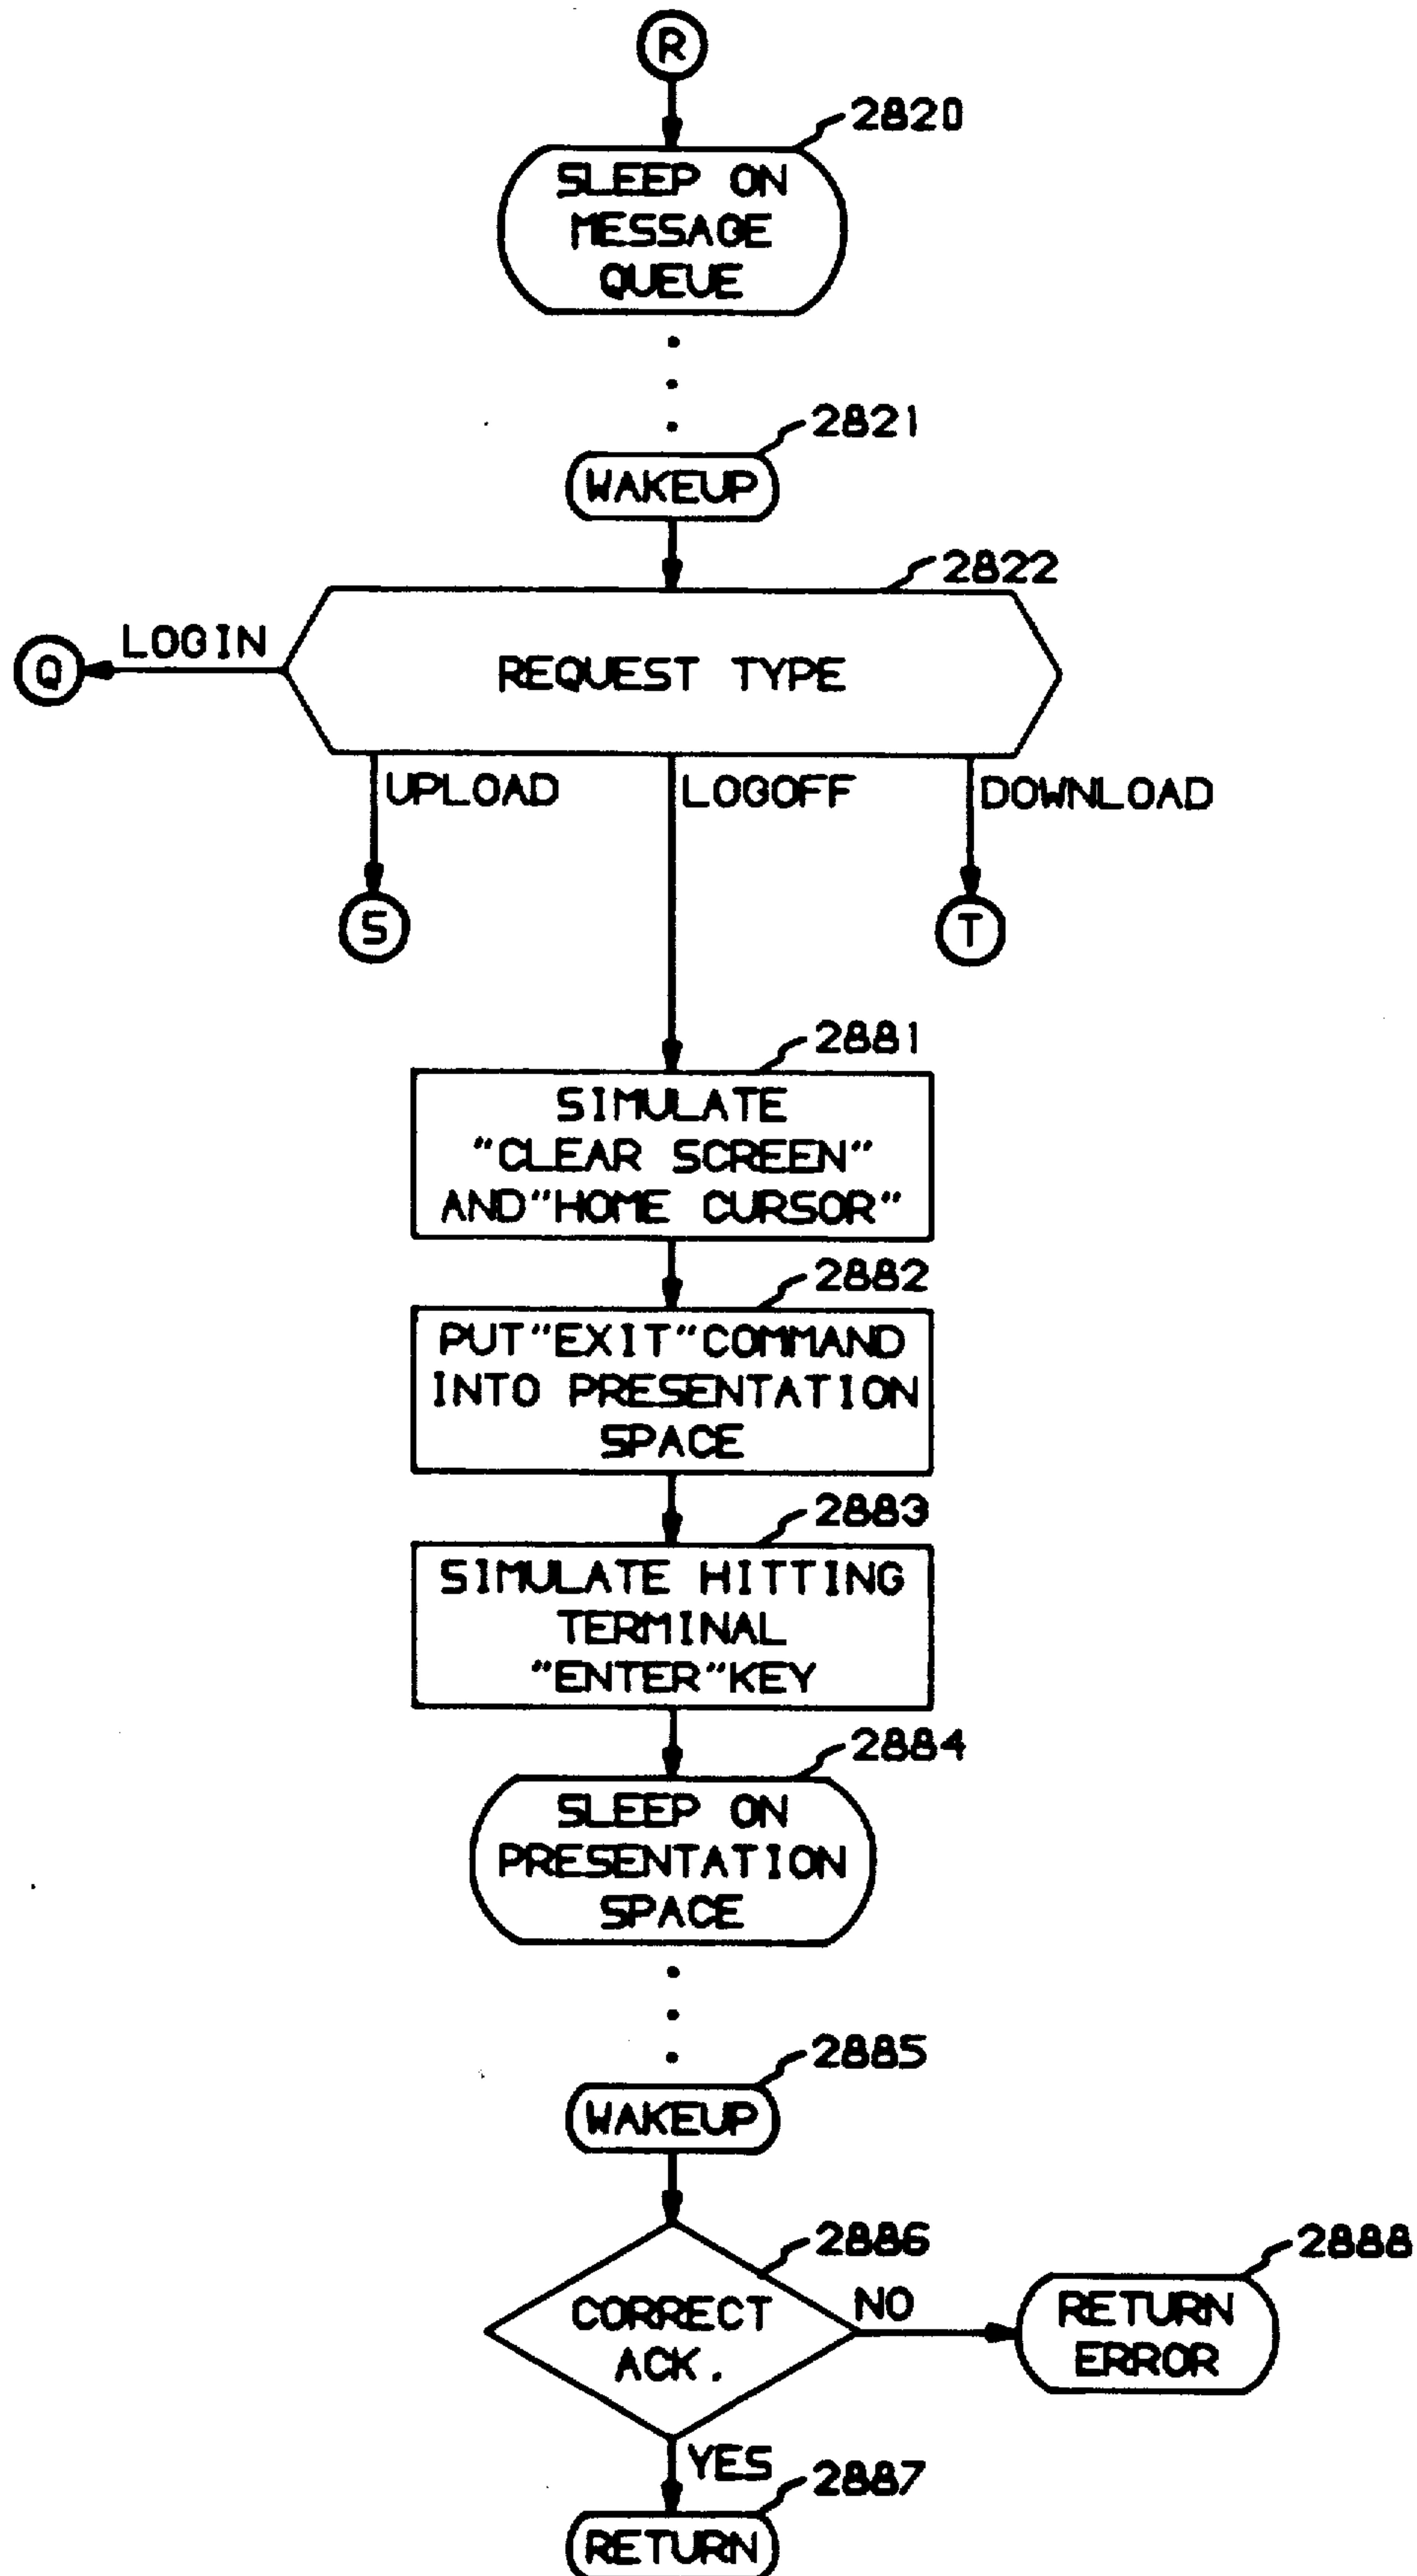 R
2820
SLEEP ON
MESSAGE
QUEUE
2821
WAKEUP
2822
REQUEST TYPE
LOGIN
Q
UPLOAD
LOGOFF
DOWNLOAD
S
T
2881
SIMULATE
"CLEAR SCREEN"
AND"HOME CURSOR"
2882
PUT"EXIT"COMMAND
INTO PRESENTATION
SPACE
2883
SIMULATE HITTING
TERMINAL
"ENTER"KEY
2884
SLEEP ON
PRESENTATION
SPACE
2885
WAKEUP
2886
CORRECT
ACK.
NO
2888
RETURN
ERROR
YES
2887
RETURN